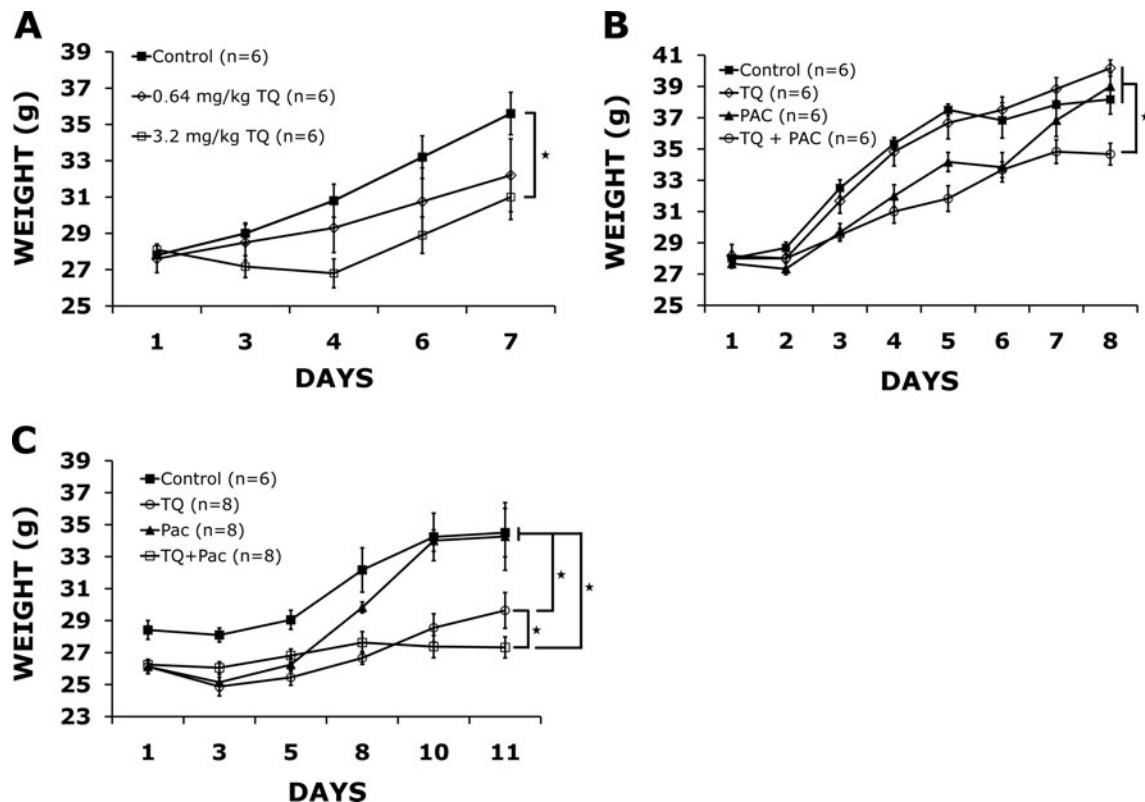 A
WEIGHT (g)
39
37
35
33
31
29
27
25
Control (n=6)
0.64 mg/kg TQ (n=6)
3.2 mg/kg TQ (n=6)
★
1 3 4 6 7
DAYS
B
WEIGHT (g)
41
39
37
35
33
31
29
27
25
Control (n=6)
TQ (n=6)
PAC (n=6)
TQ + PAC (n=6)
★
1 2 3 4 5 6 7 8
DAYS
C
WEIGHT (g)
39
37
35
33
31
29
27
25
23
Control (n=6)
TQ (n=8)
Pac (n=8)
TQ+Pac (n=8)
★ ★
★
1 3 5 8 10 11
DAYS